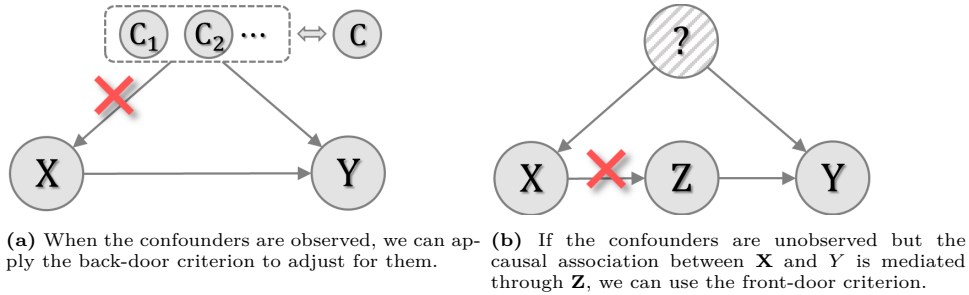 C1 C2 ··· ⇔ C
?
X
Y
X
Z
Y
(a) When the confounders are observed, we can ap-
ply the back-door criterion to adjust for them.
(b) If the confounders are unobserved but the
causal association between X and Y is mediated
through Z, we can use the front-door criterion.